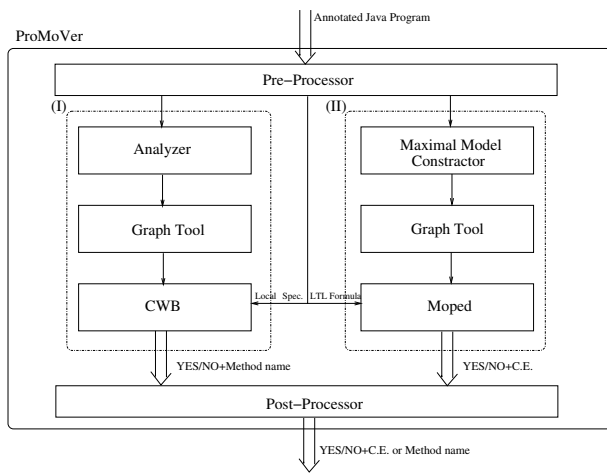 Annotated Java Program
ProMoVer
Pre-Processor
(I)
(II)
Analyzer
Maximal Model
Constractor
Graph Tool
Graph Tool
CWB
Local Spec.
LTL Formula
Moped
YES/NO+Method name
YES/NO+C.E.
Post-Processor
YES/NO+C.E. or Method name